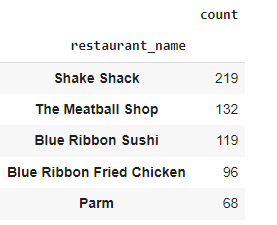 count
restaurant_name
Shake Shack 219
The Meatball Shop 132
Blue Ribbon Sushi 119
Blue Ribbon Fried Chicken 96
Parm 68